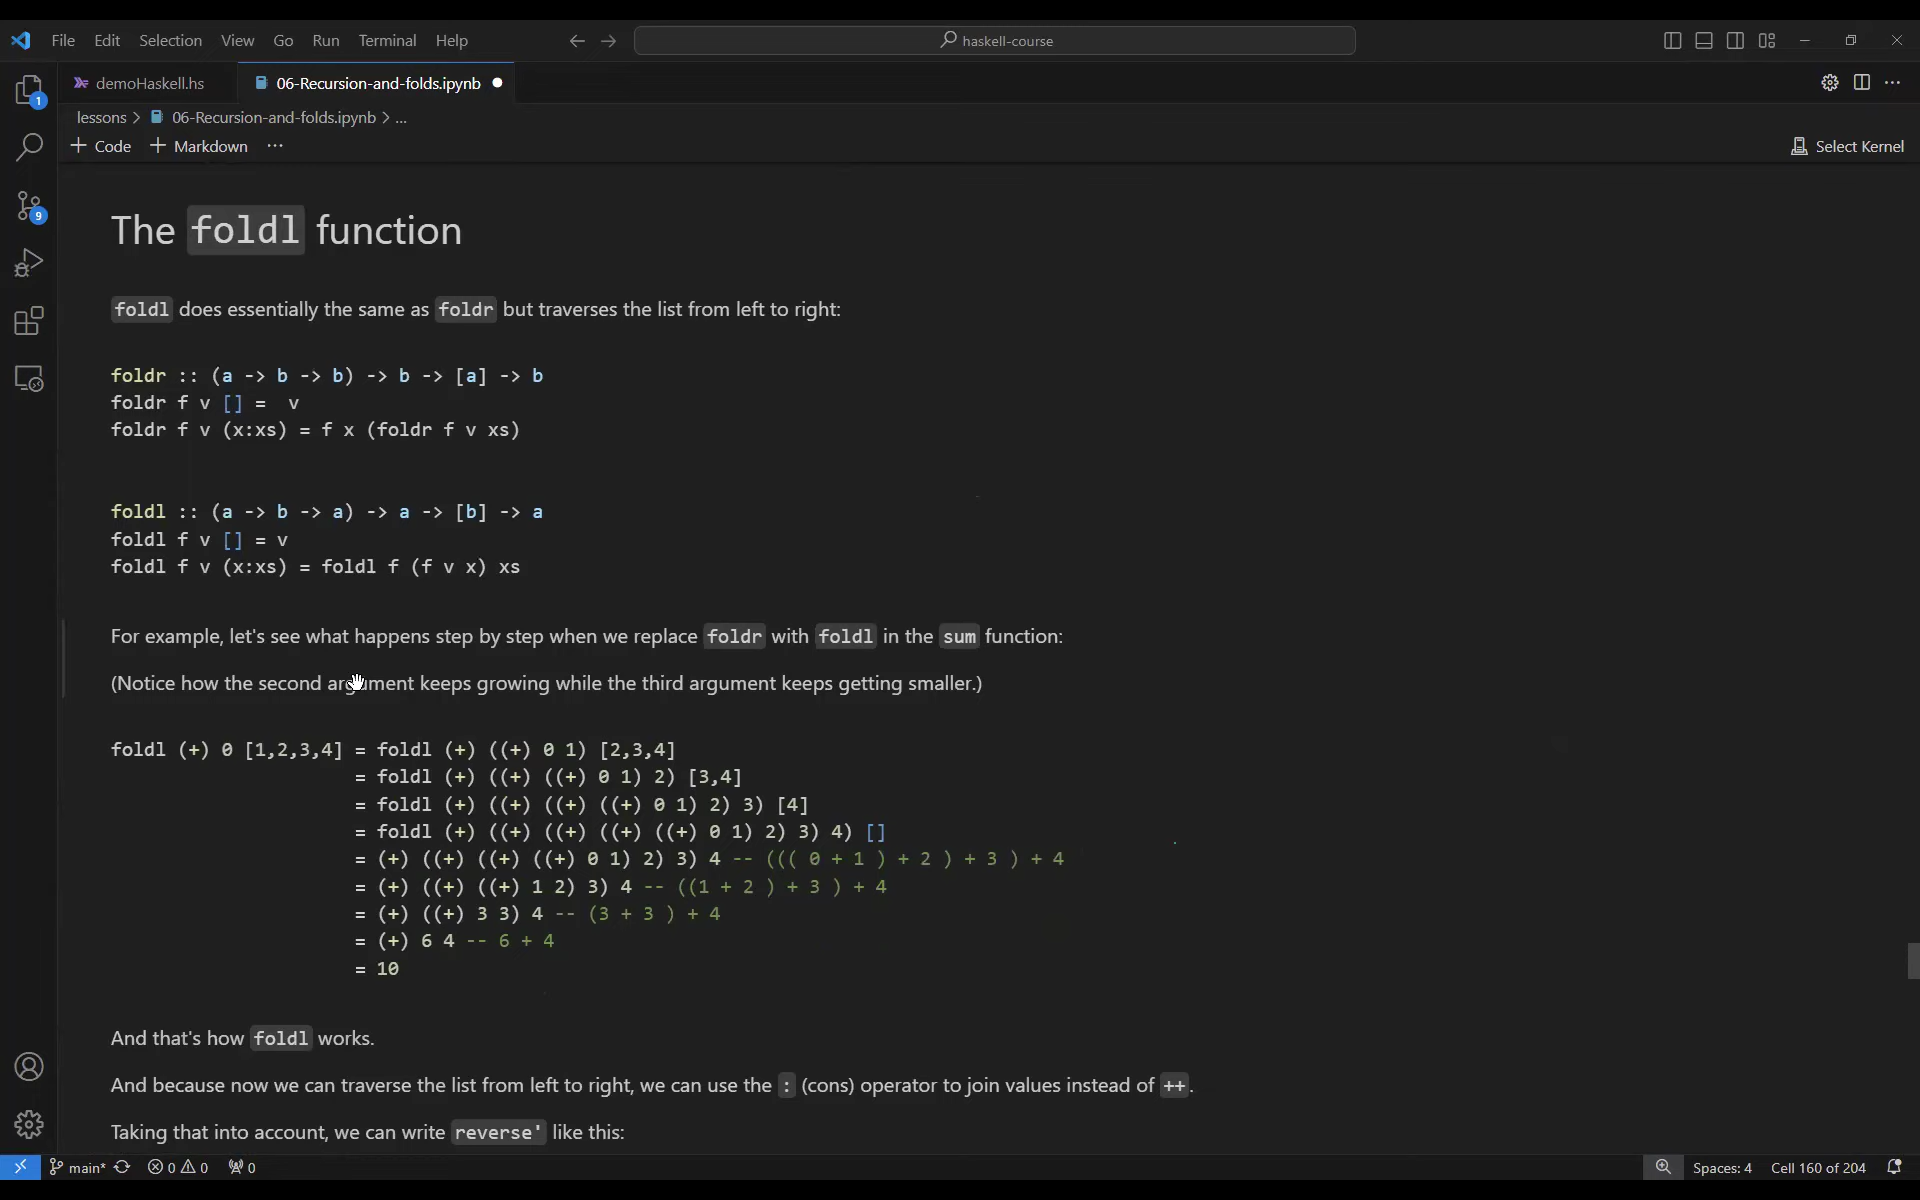 File Edit Selection View Go Run Terminal Help haskell-course
demoHaskell.hs 06-Recursion-and-folds.ipynb
1
lessons > 06-Recursion-and-folds.ipynb > ...
+ Code + Markdown ... Select Kernel
9
The foldl function
foldl does essentially the same as foldr but traverses the list from left to right:
foldr :: (a -> b -> b) -> b -> [a] -> b
foldr f v [] =  v
foldr f v (x:xs) = f x (foldr f v xs)
foldl :: (a -> b -> a) -> a -> [b] -> a
foldl f v [] = v
foldl f v (x:xs) = foldl f (f v x) xs
For example, let's see what happens step by step when we replace foldr with foldl in the sum function:
(Notice how the second argument keeps growing while the third argument keeps getting smaller.)
foldl (+) 0 [1,2,3,4] = foldl (+) ((+) 0 1) [2,3,4]
= foldl (+) ((+) ((+) 0 1) 2) [3,4]
= foldl (+) ((+) ((+) ((+) 0 1) 2) 3) [4]
= foldl (+) ((+) ((+) ((+) ((+) 0 1) 2) 3) 4) []
= (+) ((+) ((+) ((+) 0 1) 2) 3) 4 -- ((( 0 + 1 ) + 2 ) + 3 ) + 4
= (+) ((+) ((+) 1 2) 3) 4 -- ((1 + 2 ) + 3 ) + 4
= (+) ((+) 3 3) 4 -- (3 + 3 ) + 4
= (+) 6 4 -- 6 + 4
= 10
And that's how foldl works.
And because now we can traverse the list from left to right, we can use the : (cons) operator to join values instead of ++.
Taking that into account, we can write reverse' like this:
main* 0 0 0 Spaces: 4 Cell 160 of 204